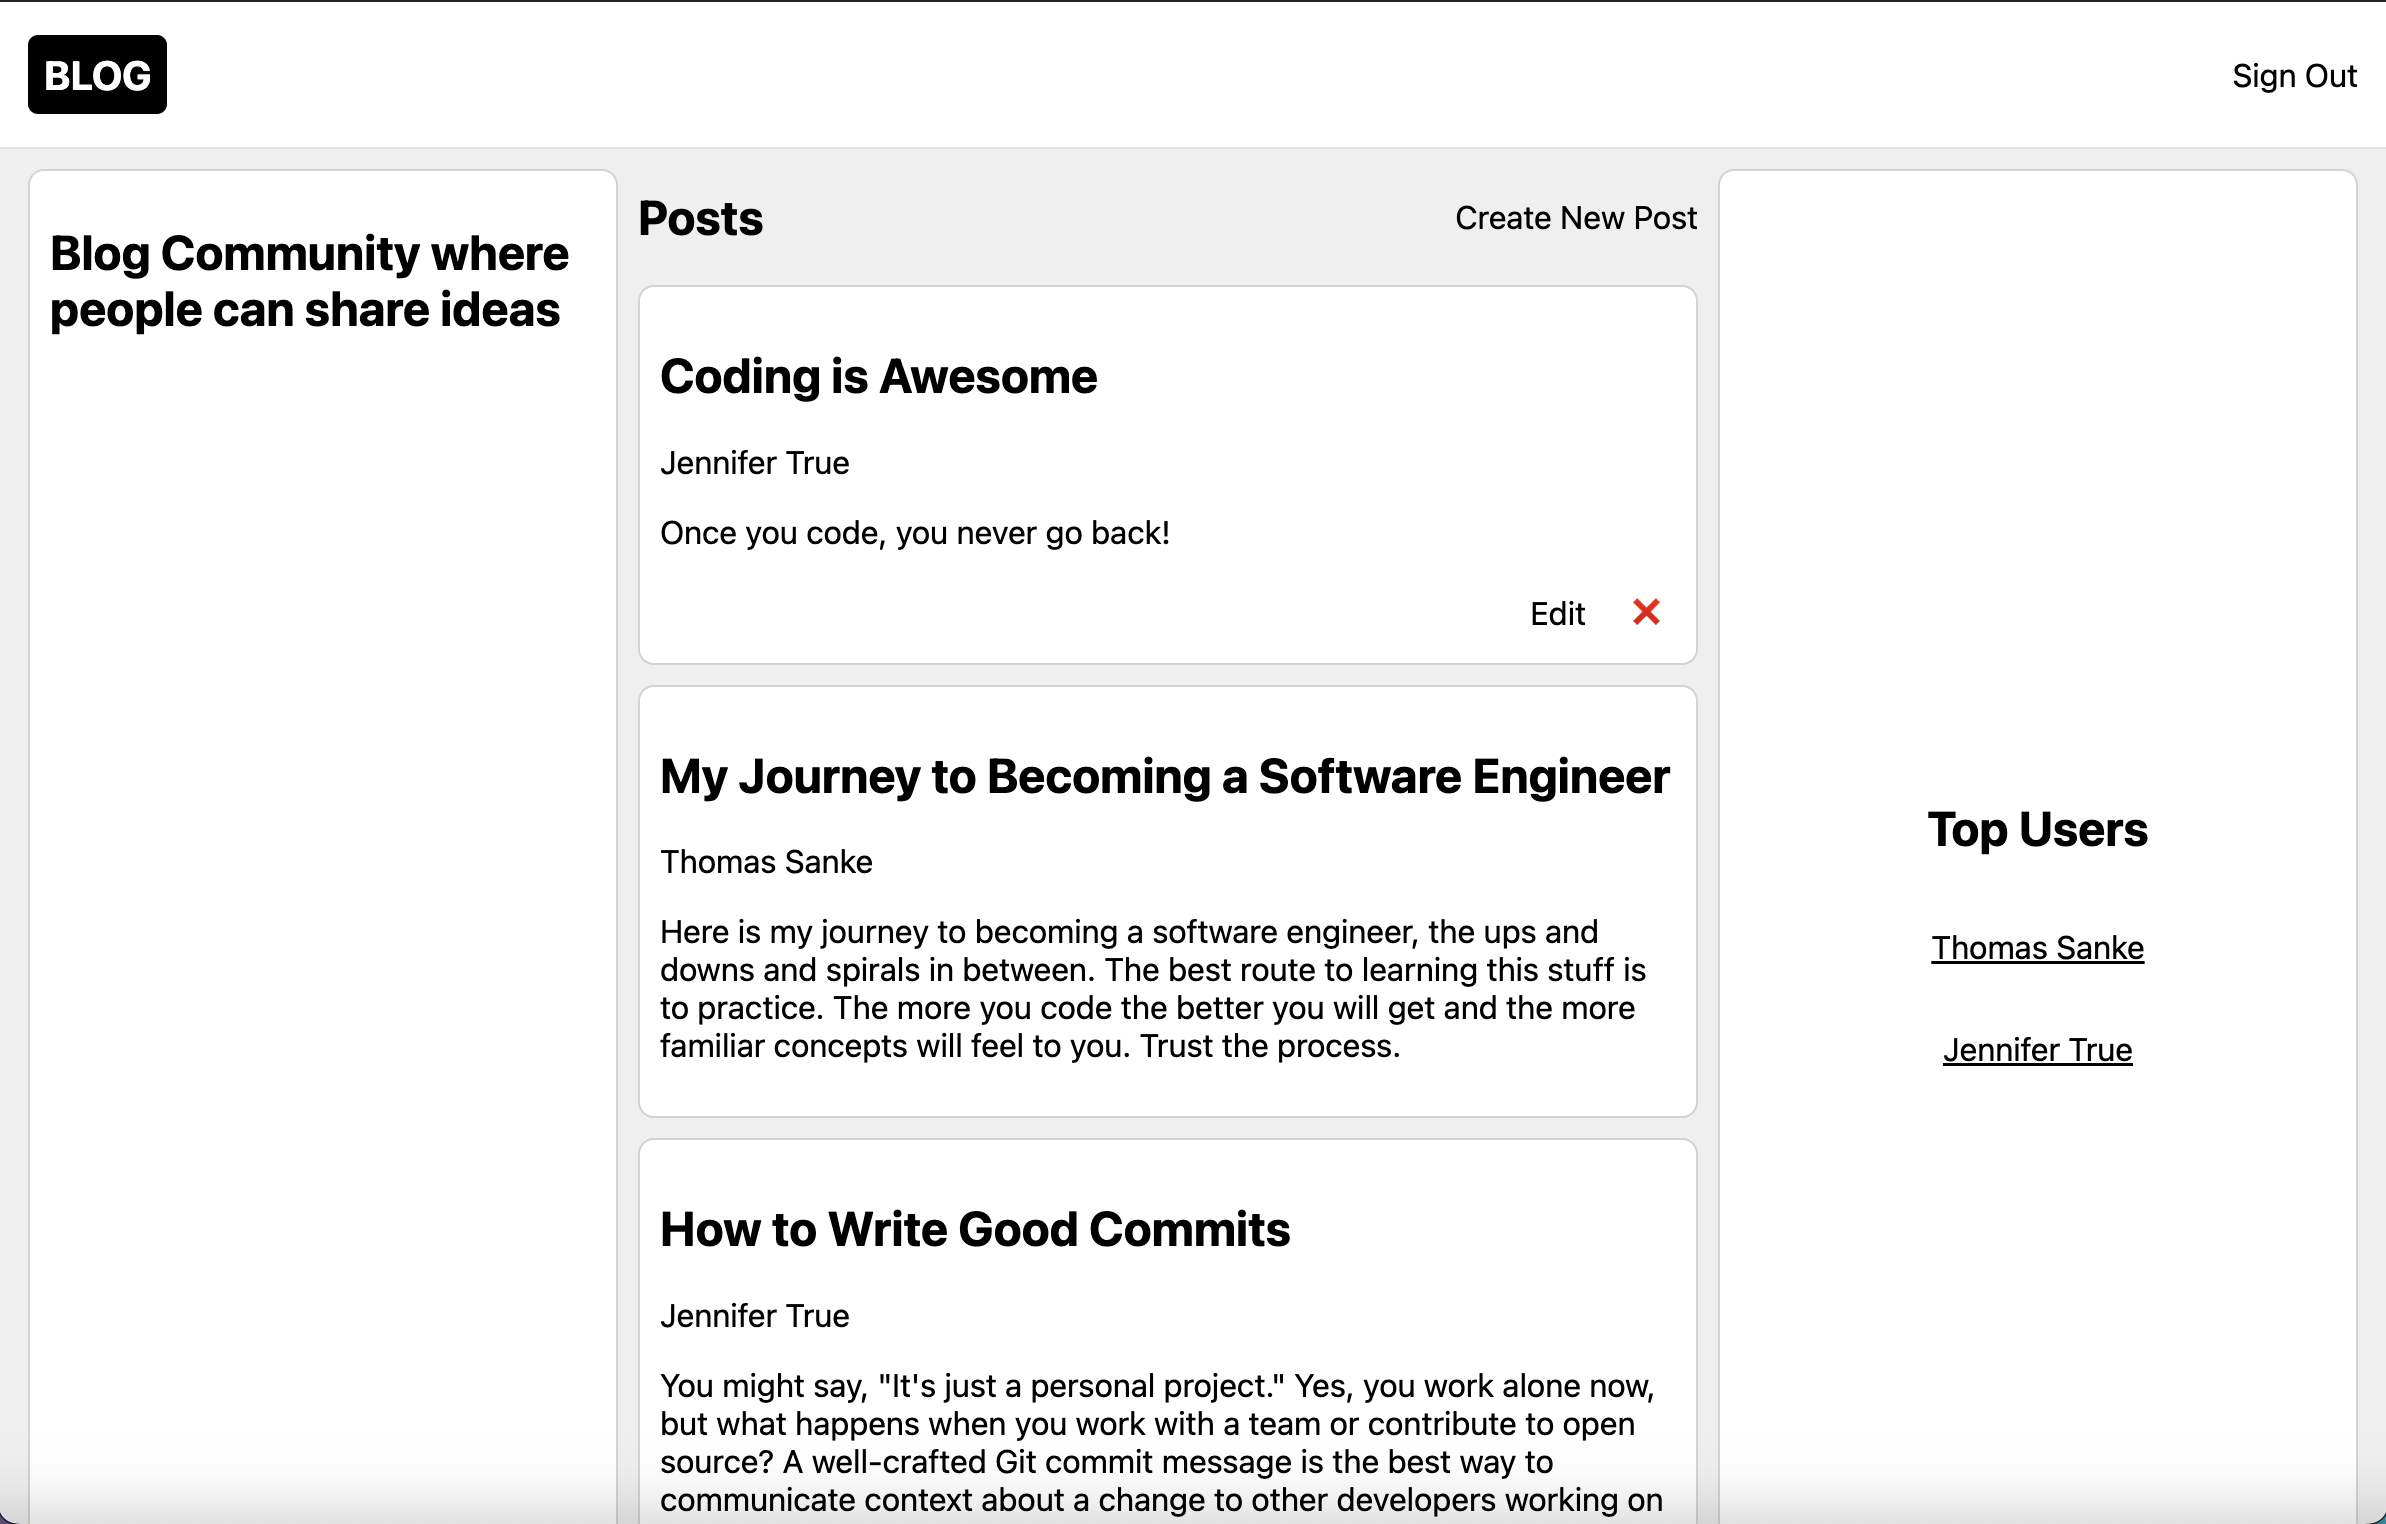 BLOG
Sign Out
Blog Community where
people can share ideas
Posts
Create New Post
Coding is Awesome
Jennifer True
Once you code, you never go back!
Edit
My Journey to Becoming a Software Engineer
Thomas Sanke
Here is my journey to becoming a software engineer, the ups and
downs and spirals in between. The best route to learning this stuff is
to practice. The more you code the better you will get and the more
familiar concepts will feel to you. Trust the process.
How to Write Good Commits
Jennifer True
You might say, "It's just a personal project." Yes, you work alone now,
but what happens when you work with a team or contribute to open
source? A well-crafted Git commit message is the best way to
communicate context about a change to other developers working on
Top Users
Thomas Sanke
Jennifer True